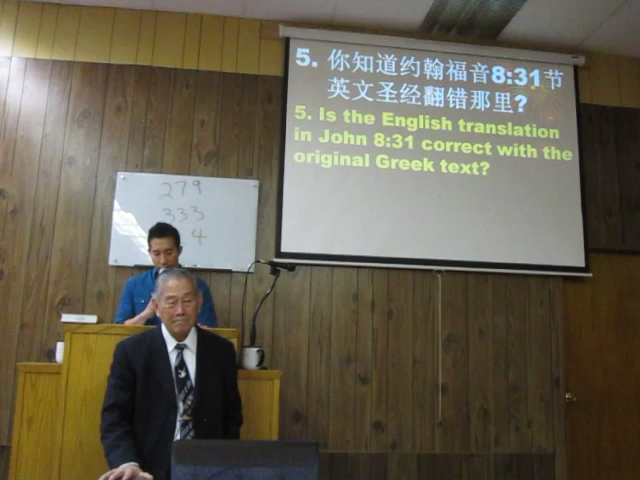 5. 你知道约翰福音8:31节
英文圣经翻错那里?
5. Is the English translation
in John 8:31 correct with the
original Greek text?
279
333
4